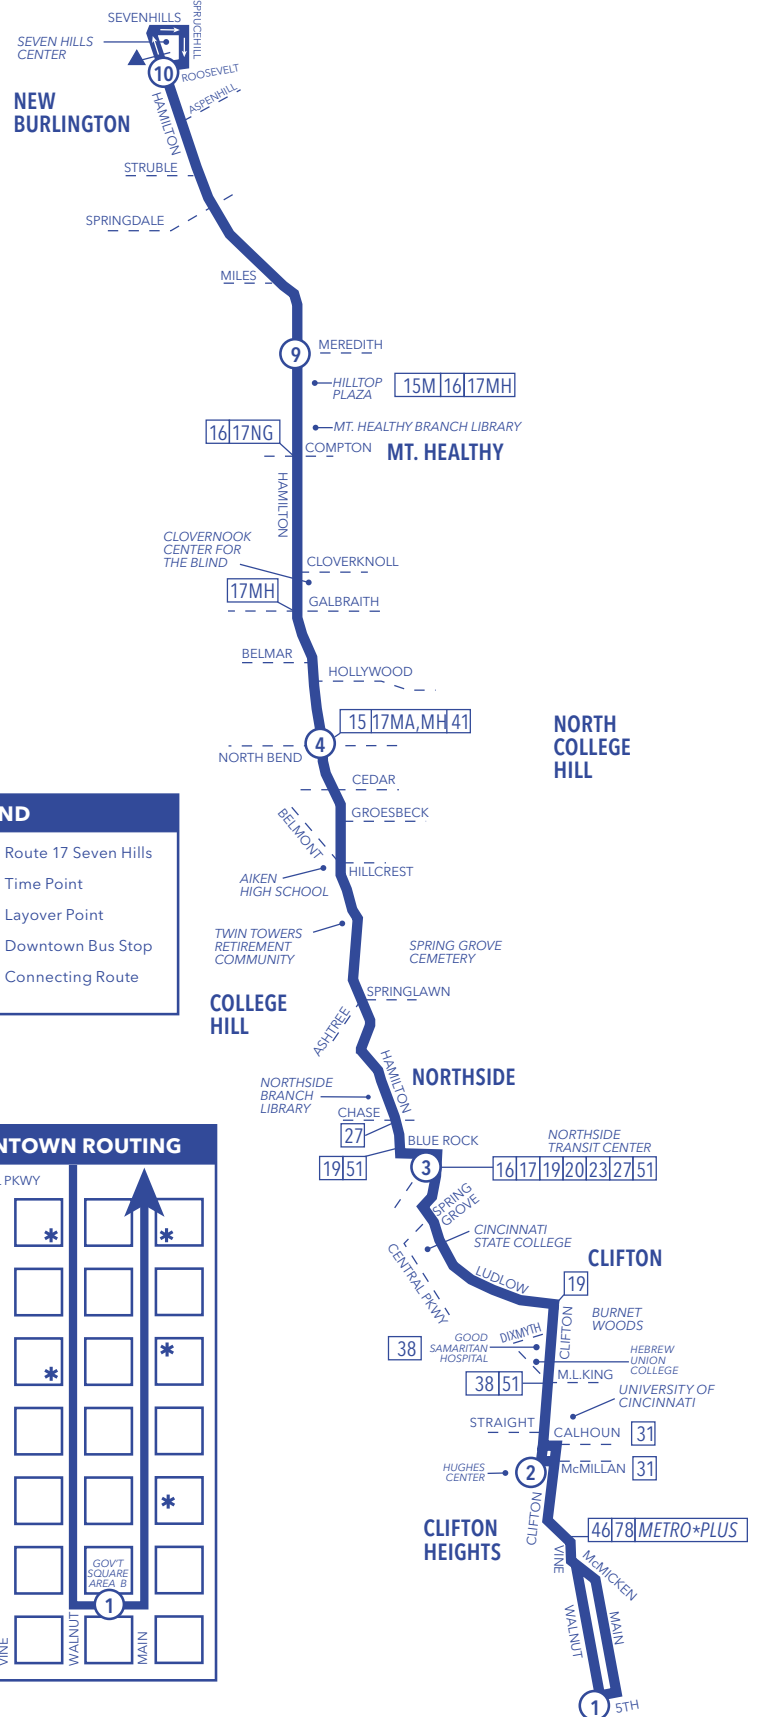 SEVENHILLS
SPRUCEHILL
SEVEN HILLS
CENTER
10
ROOSEVELT
NEW
BURLINGTON
HAMILTON
ASPENHILL
STRUBLE
SPRINGDALE
MILES
9
MEREDITH
HILLTOP
PLAZA
15M 16 17MH
MT. HEALTHY BRANCH LIBRARY
16 17NG
COMPTON
MT. HEALTHY
HAMILTON
CLOVERNOOK
CENTER FOR
THE BLIND
CLOVERKNOLL
17MH
GALBRAITH
BELMAR
HOLLYWOOD
15 17MA,MH 41
4
NORTH BEND
NORTH
COLLEGE
HILL
CEDAR
GROESBECK
BELMONT
HILLCREST
AIKEN
HIGH SCHOOL
TWIN TOWERS
RETIREMENT
COMMUNITY
SPRING GROVE
CEMETERY
SPRINGLAWN
COLLEGE
HILL
ASHTREE
HAMILTON
NORTHSIDE
NORTHSIDE
BRANCH
LIBRARY
CHASE
27
BLUE ROCK
19 51
3
NORTHSIDE
TRANSIT CENTER
16 17 19 20 23 27 51
SPRING
GROVE
CINCINNATI
STATE COLLEGE
CENTRAL PKWY
LUDLOW
CLIFTON
19
CLIFTON
BURNET
WOODS
DIXMYTH
38
GOOD
SAMARITAN
HOSPITAL
HEBREW
UNION
COLLEGE
38 51
M.L.KING
UNIVERSITY OF
CINCINNATI
STRAIGHT
CALHOUN
31
HUGHES
CENTER
2
McMILLAN
31
CLIFTON
CLIFTON
HEIGHTS
46 78 METRO*PLUS
VINE
McMICKEN
WALNUT
MAIN
1
5TH
ND
Route 17 Seven Hills
Time Point
Layover Point
Downtown Bus Stop
Connecting Route
NTOWN ROUTING
PKWY
*
*
*
*
*
GOV'T
SQUARE
AREA B
1
VINE
WALNUT
MAIN